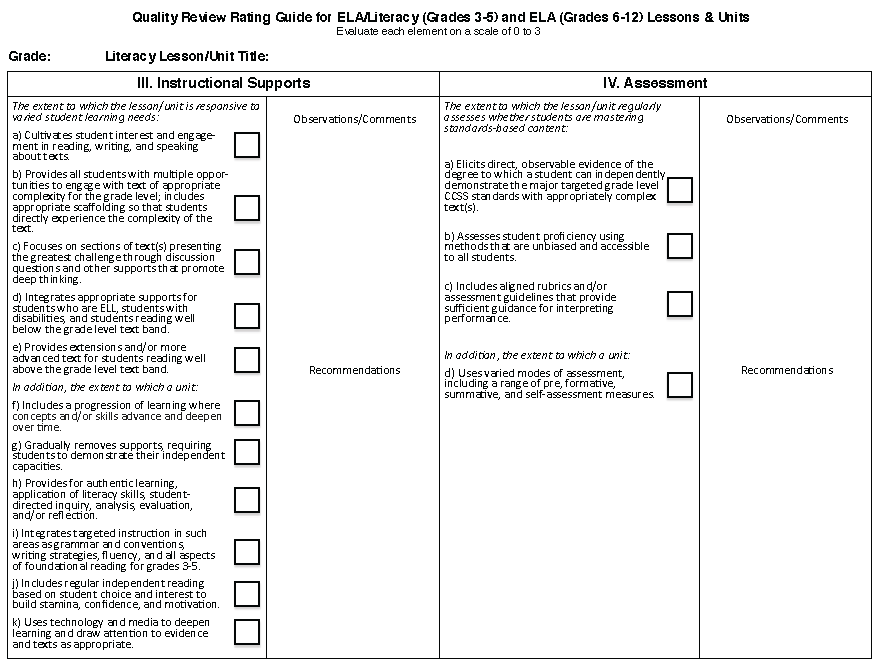 Quality Review Rating Guide for ELA/Literacy (Grades 3-5) and ELA (Grades 6-12) Lessons & Units
Evaluate each element on a scale of 0 to 3
Grade: Literacy Lesson/Unit Title:
III. Instructional Supports
The extent to which the lesson/unit is responsive to
varied student learning needs:
a) Cultivates student interest and engage-
ment in reading, writing, and speaking
about texts.
b) Provides all students with multiple oppor-
tunities to engage with text of appropriate
complexity for the grade level; includes
appropriate scaffolding so that students
directly experience the complexity of the
text.
c) Focuses on sections of text(s) presenting
the greatest challenge through discussion
questions and other supports that promote
deep thinking.
d) Integrates appropriate supports for
students who are ELL, students with
disabilities, and students reading well
below the grade level text band.
e) Provides extensions and/or more
advanced text for students reading well
above the grade level text band.
In addition, the extent to which a unit:
f) Includes a progression of learning where
concepts and/or skills advance and deepen
over time.
g) Gradually removes supports, requiring
students to demonstrate their independent
capacities.
h) Provides for authentic learning,
application of literacy skills, student-
directed inquiry, analysis, evaluation,
and/or reflection.
i) Integrates targeted instruction in such
areas as grammar and conventions,
writing strategies, fluency, and all aspects
of foundational reading for grades 3-5.
j) Includes regular independent reading
based on student choice and interest to
build stamina, confidence, and motivation.
k) Uses technology and media to deepen
learning and draw attention to evidence
and texts as appropriate.
Observations/Comments
Recommendations
IV. Assessment
The extent to which the lesson/unit regularly
assesses whether students are mastering
standards-based content:
a) Elicits direct, observable evidence of the
degree to which a student can independently
demonstrate the major targeted grade level
CCSS standards with appropriately complex
text(s).
b) Assesses student proficiency using
methods that are unbiased and accessible
to all students.
c) Includes aligned rubrics and/or
assessment guidelines that provide
sufficient guidance for interpreting
performance.
In addition, the extent to which a unit:
d) Uses varied modes of assessment,
including a range of pre, formative,
summative, and self-assessment measures.
Observations/Comments
Recommendations